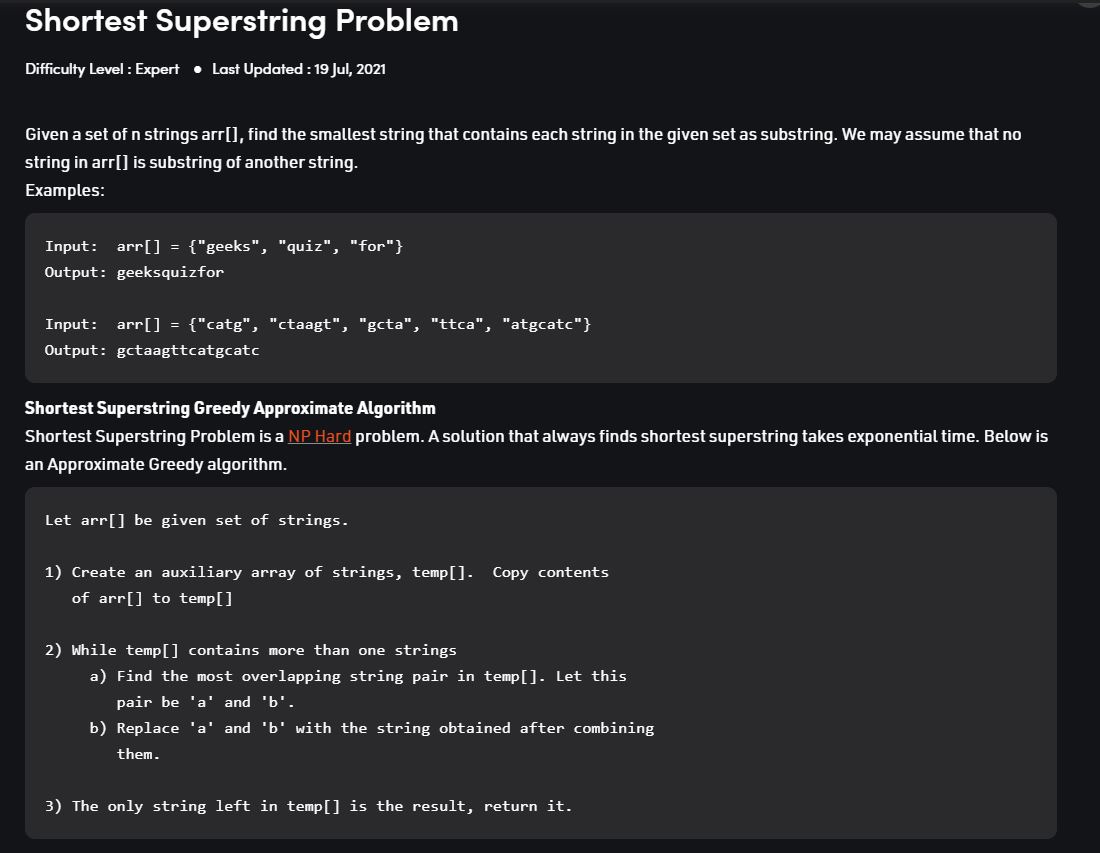 Shortest Superstring Problem
Difficulty Level : Expert ● Last Updated : 19 Jul, 2021
Given a set of n strings arr[], find the smallest string that contains each string in the given set as substring. We may assume that no
string in arr[] is substring of another string.
Examples:
Input:  arr[] = {"geeks", "quiz", "for"}
Output: geeksquizfor
Input:  arr[] = {"catg", "ctaagt", "gcta", "ttca", "atgcatc"}
Output: gctaagttcatgcatc
Shortest Superstring Greedy Approximate Algorithm
Shortest Superstring Problem is a NP Hard problem. A solution that always finds shortest superstring takes exponential time. Below is
an Approximate Greedy algorithm.
Let arr[] be given set of strings.
1) Create an auxiliary array of strings, temp[].  Copy contents
of arr[] to temp[]
2) While temp[] contains more than one strings
a) Find the most overlapping string pair in temp[]. Let this
pair be 'a' and 'b'.
b) Replace 'a' and 'b' with the string obtained after combining
them.
3) The only string left in temp[] is the result, return it.